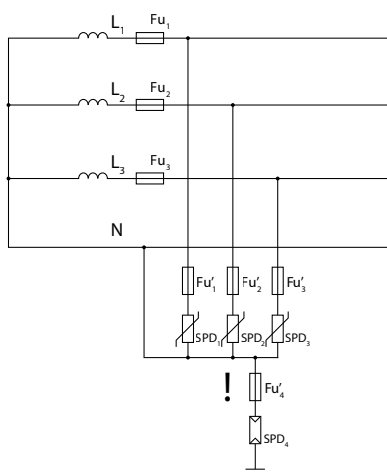 L₁ Fu₁
L₂ Fu₂
L₃ Fu₃
N
Fu'₁ Fu'₂ Fu'₃
SPD₁ SPD₂ SPD₃
! Fu'₄
SPD₄